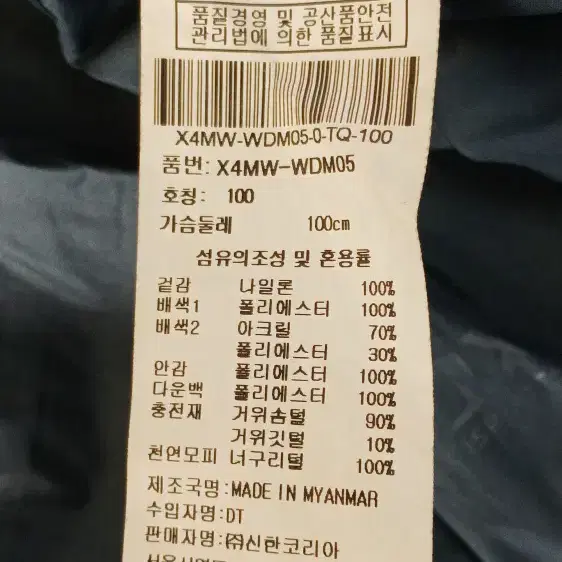 품질경영 및 공산품안전
관리법에 의한 품질표시
X4MW-WDM05-0-TQ-100
품번: X4MW-WDM05
호칭: 100
가슴둘레 100cm
섬유의조성 및 혼용률
겉감 나일론 100%
배색1 폴리에스터 100%
배색2 아크릴 70%
폴리에스터 30%
안감 폴리에스터 100%
다운백 폴리에스터 100%
충전재 거위솜털 90%
거위깃털 10%
천연모피 너구리털 100%
제조국명:MADE IN MYANMAR
수입자명:DT
판매자명:㈜신한코리아